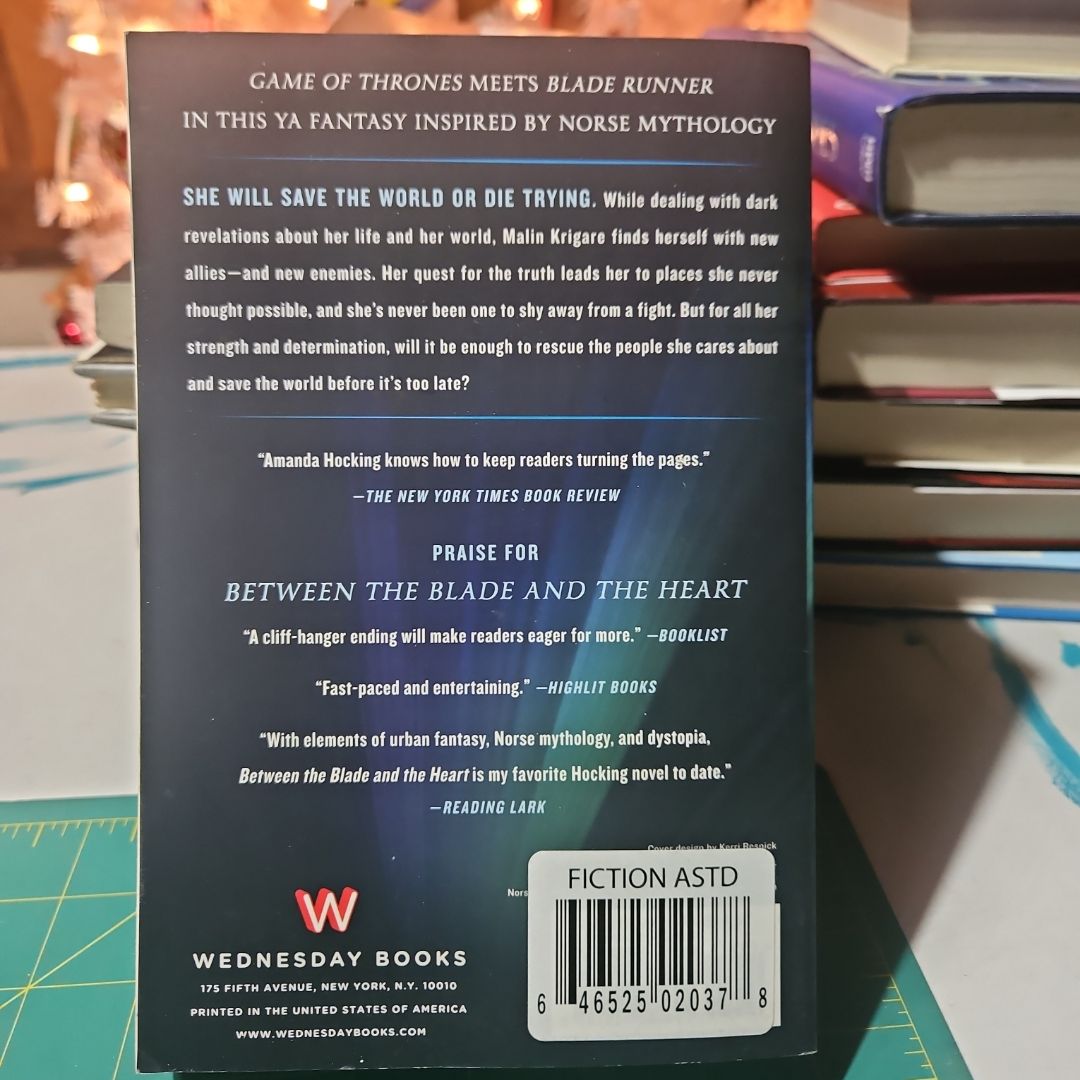 GAME OF THRONES MEETS BLADE RUNNER
IN THIS YA FANTASY INSPIRED BY NORSE MYTHOLOGY
SHE WILL SAVE THE WORLD OR DIE TRYING. While dealing with dark
revelations about her life and her world, Malin Krigare finds herself with new
allies—and new enemies. Her quest for the truth leads her to places she never
thought possible, and she's never been one to shy away from a fight. But for all her
strength and determination, will it be enough to rescue the people she cares about
and save the world before it's too late?
“Amanda Hocking knows how to keep readers turning the pages.”
—THE NEW YORK TIMES BOOK REVIEW
PRAISE FOR
BETWEEN THE BLADE AND THE HEART
“A cliff-hanger ending will make readers eager for more.” —BOOKLIST
“Fast-paced and entertaining.” —HIGHLIT BOOKS
“With elements of urban fantasy, Norse mythology, and dystopia,
Between the Blade and the Heart is my favorite Hocking novel to date.”
—READING LARK
Cover design by Kerri Resnick
Nors
FICTION ASTD
6 46525 02037 8
W
WEDNESDAY BOOKS
175 FIFTH AVENUE, NEW YORK, N.Y. 10010
PRINTED IN THE UNITED STATES OF AMERICA
WWW.WEDNESDAYBOOKS.COM